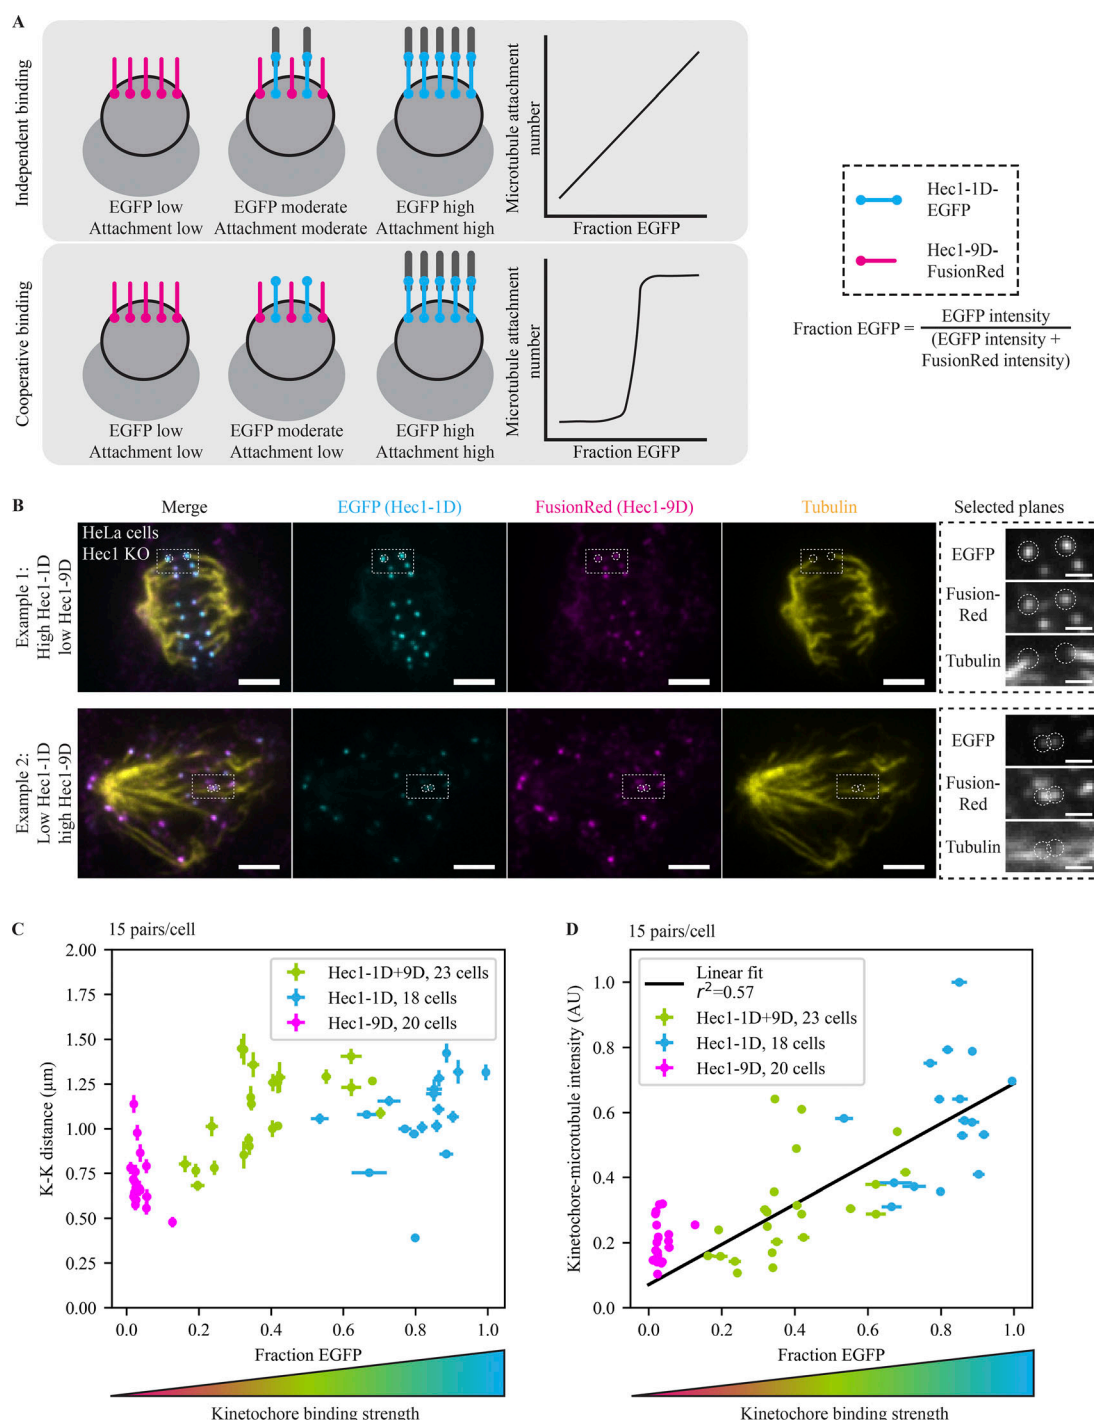 A
Independent binding
EGFP low
Attachment low
EGFP moderate
Attachment moderate
EGFP high
Attachment high
Microtubule attachment
number
Fraction EGFP
Cooperative binding
EGFP low
Attachment low
EGFP moderate
Attachment low
EGFP high
Attachment high
Microtubule attachment
number
Fraction EGFP
Hec1-1D-
EGFP
Hec1-9D-
FusionRed
Fraction EGFP =
EGFP intensity
(EGFP intensity +
FusionRed intensity)
B
Merge
EGFP (Hec1-1D)
FusionRed (Hec1-9D)
Tubulin
Selected planes
Example 1:
High Hec1-1D
low Hec1-9D
HeLa cells
Hec1 KO
EGFP
Fusion-
Red
Tubulin
Example 2:
Low Hec1-1D
high Hec1-9D
EGFP
Fusion-
Red
Tubulin
C
15 pairs/cell
K-K distance (μm)
2.00
1.75
1.50
1.25
1.00
0.75
0.50
0.25
0.00
Hec1-1D+9D, 23 cells
Hec1-1D, 18 cells
Hec1-9D, 20 cells
0.0 0.2 0.4 0.6 0.8 1.0
Fraction EGFP
Kinetochore binding strength
D
15 pairs/cell
Kinetochore-microtubule intensity (AU)
1.0
0.8
0.6
0.4
0.2
0.0
Linear fit
r²=0.57
Hec1-1D+9D, 23 cells
Hec1-1D, 18 cells
Hec1-9D, 20 cells
0.0 0.2 0.4 0.6 0.8 1.0
Fraction EGFP
Kinetochore binding strength